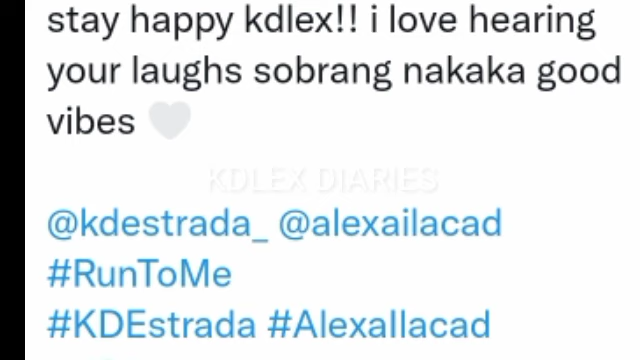 stay happy kdlex!! i love hearing
your laughs sobrang nakaka good
vibes 🤍
KDLEX DIARIES
@kdestrada_ @alexailacad
#RunToMe
#KDEstrada #AlexaIlacad